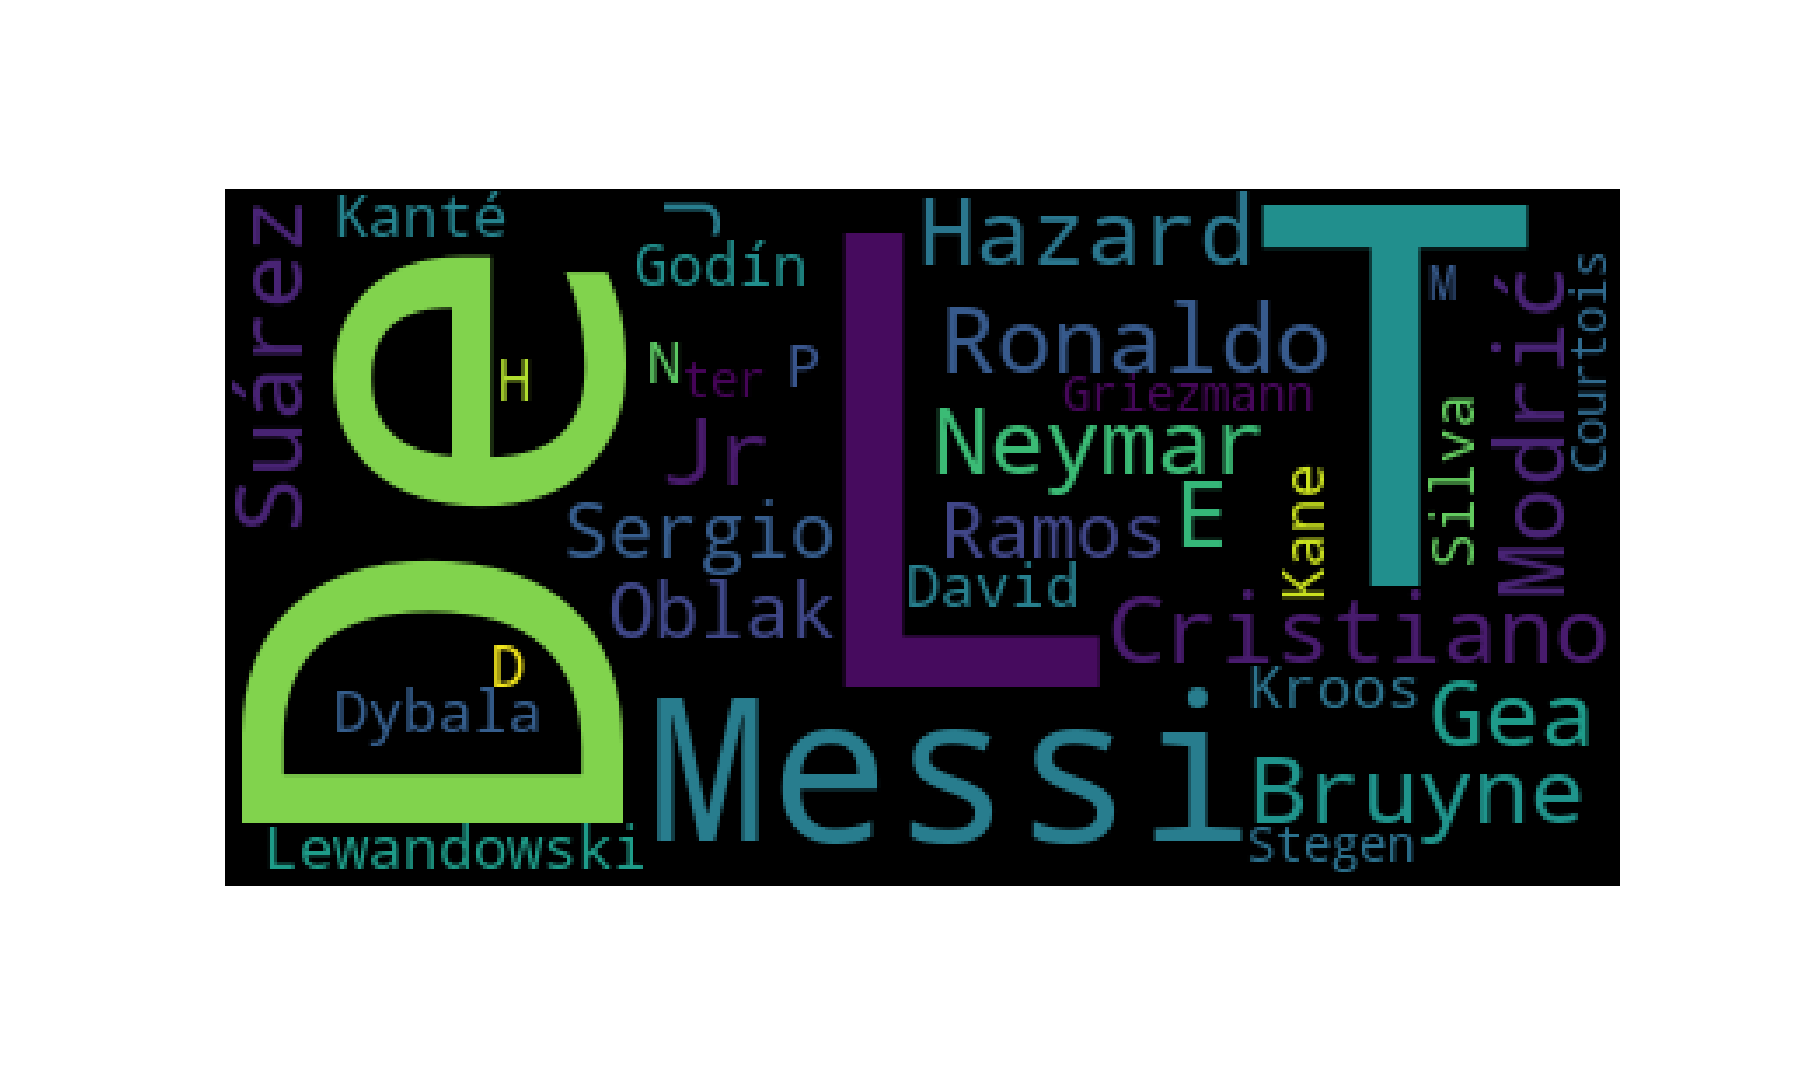 Suárez
Kanté
J
Godín
De
H
N
ter
P
Jr
Sergio
Oblak
D
Dybala
Lewandowski
L
Messi
Hazard
T
M
Modrić
Courtois
Ronaldo
Griezmann
Neymar
E
Ramos
Kane
Silva
David
Cristiano
Kroos
Gea
Bruyne
Stegen